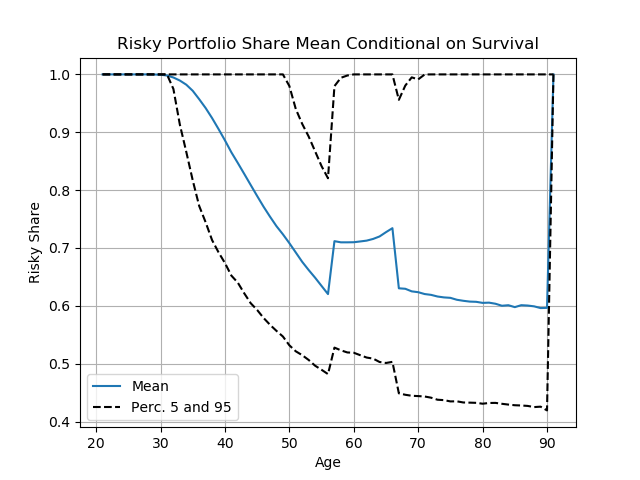 Risky Portfolio Share Mean Conditional on Survival
1.0
0.9
0.8
0.7
0.6
0.5
0.4
Risky Share
Mean
Perc. 5 and 95
20 30 40 50 60 70 80 90
Age